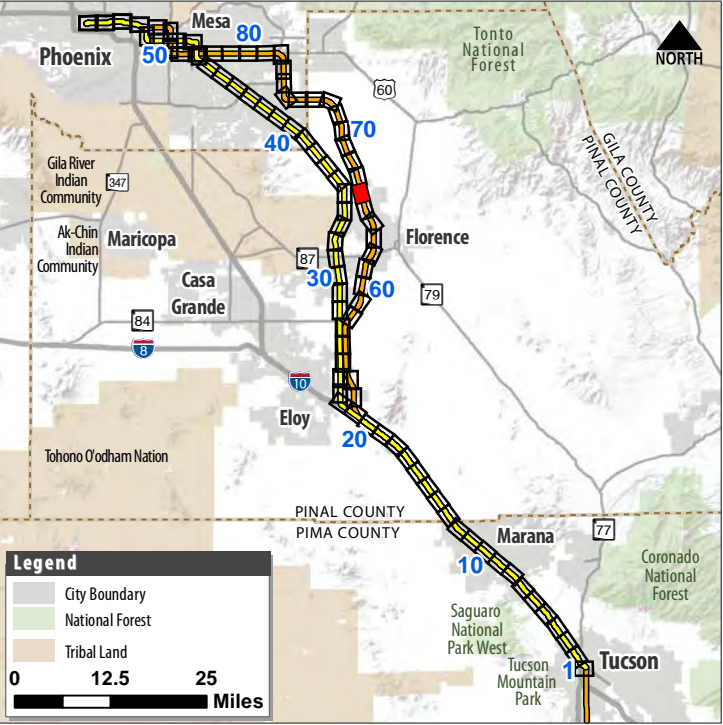 Mesa
80
Phoenix
50
Tonto
National
Forest
NORTH
60
70
40
GILA COUNTY
PINAL COUNTY
Gila River
Indian
Community
347
Ak-Chin
Indian
Community
Maricopa
Florence
87
30
Casa
Grande
60
79
84
8
10
Eloy
20
Tohono O'odham Nation
PINAL COUNTY
PIMA COUNTY
Marana
77
10
Coronado
National
Forest
Saguaro
National
Park West
Tucson
Mountain
Park
1
Tucson
Legend
City Boundary
National Forest
Tribal Land
0 12.5 25
Miles